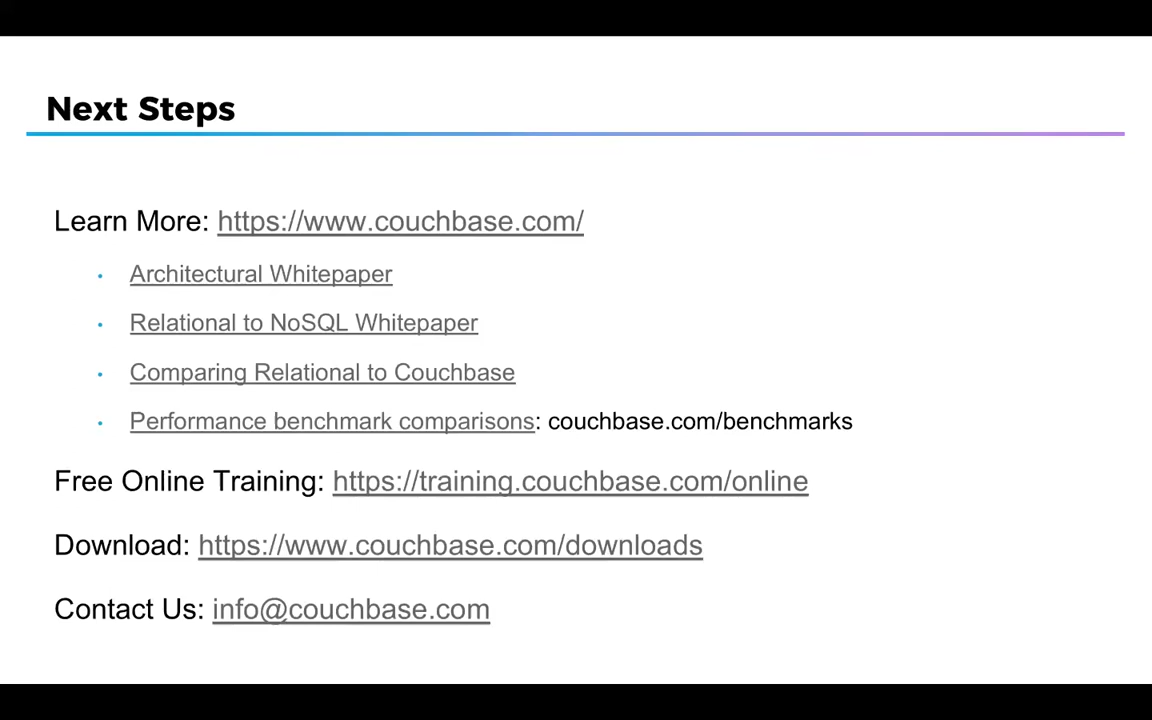 Next Steps
Learn More: https://www.couchbase.com/
• Architectural Whitepaper
• Relational to NoSQL Whitepaper
• Comparing Relational to Couchbase
• Performance benchmark comparisons: couchbase.com/benchmarks
Free Online Training: https://training.couchbase.com/online
Download: https://www.couchbase.com/downloads
Contact Us: info@couchbase.com